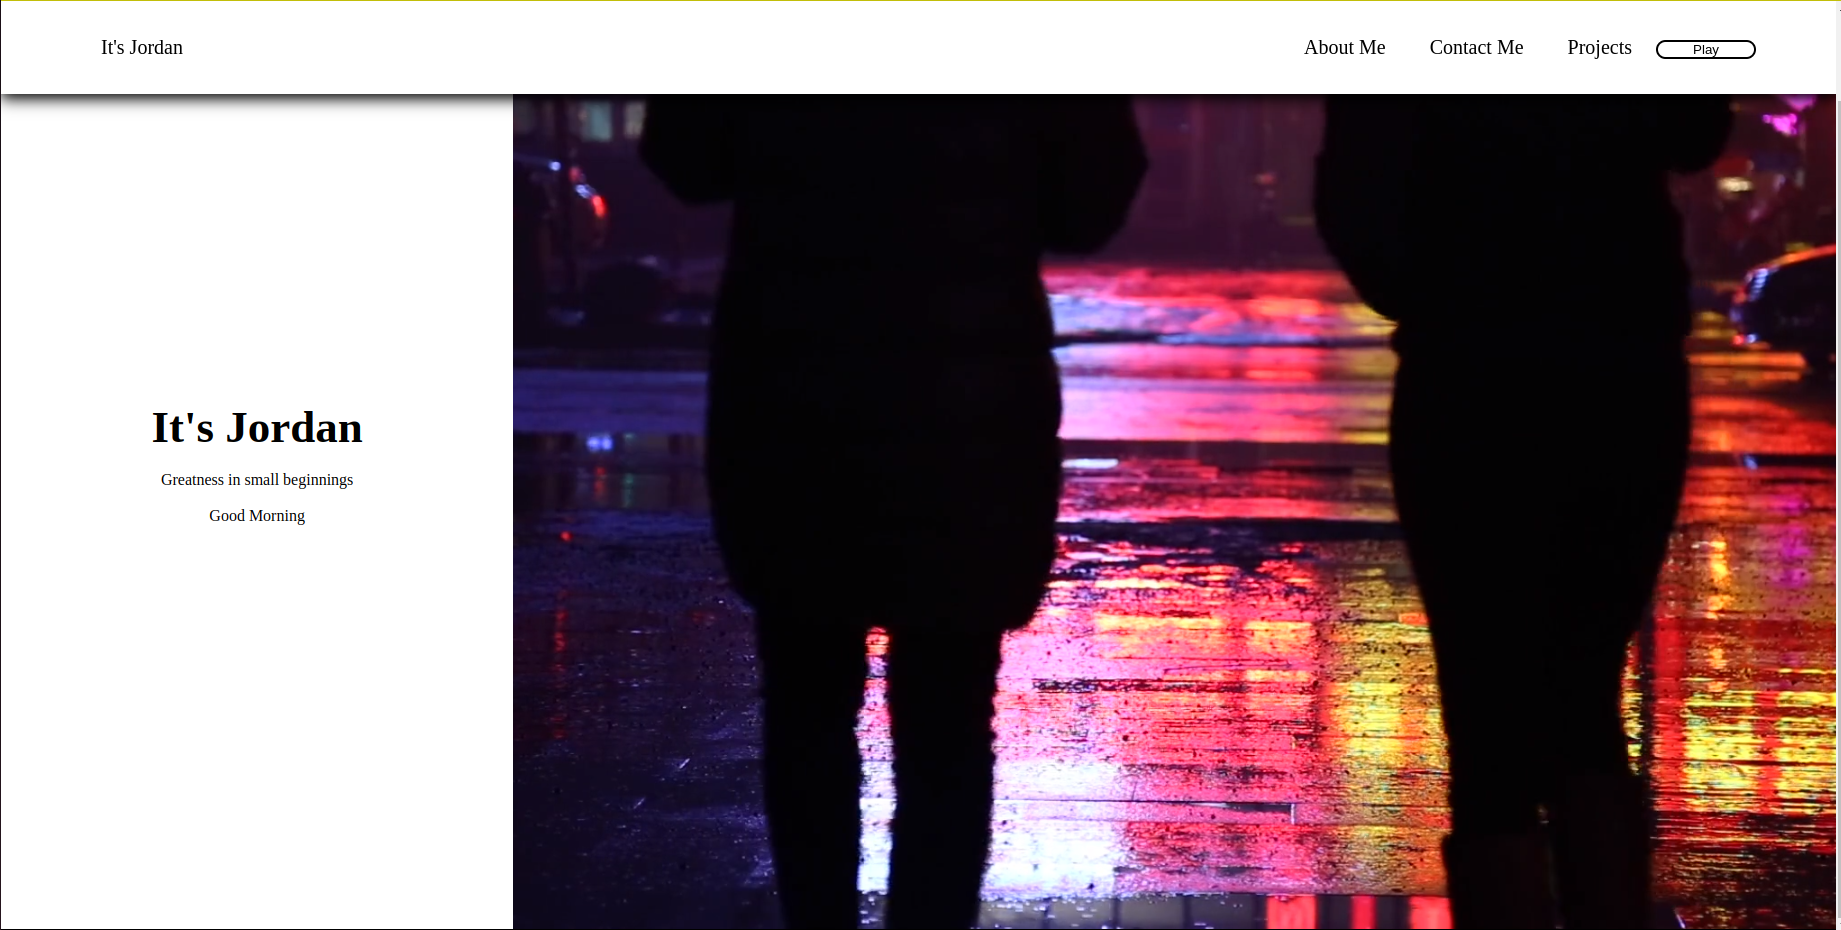 It's Jordan
About Me Contact Me Projects Play
It's Jordan
Greatness in small beginnings
Good Morning